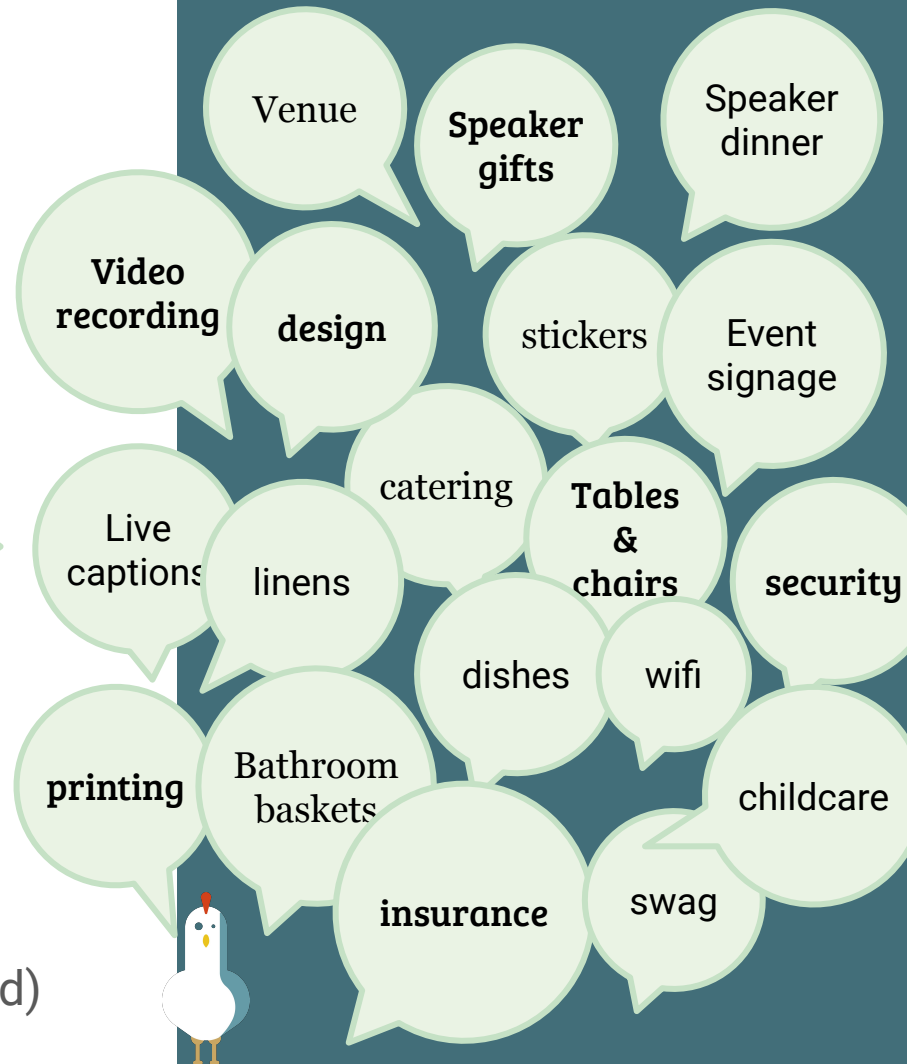 Venue
Speaker
gifts
Speaker
dinner
Video
recording
design
stickers
Event
signage
catering
Tables
&
chairs
Live
captions
linens
security
dishes
wifi
printing
Bathroom
baskets
childcare
insurance
swag
d)